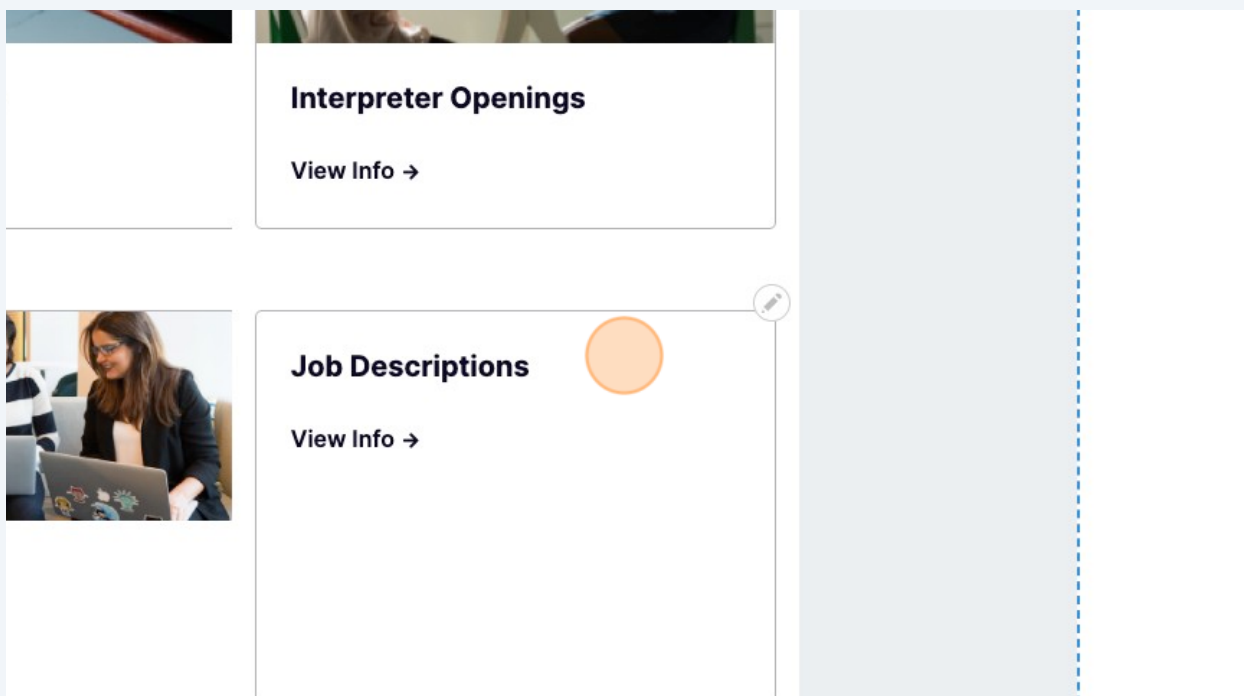 Interpreter Openings
View Info →
Job Descriptions
View Info →